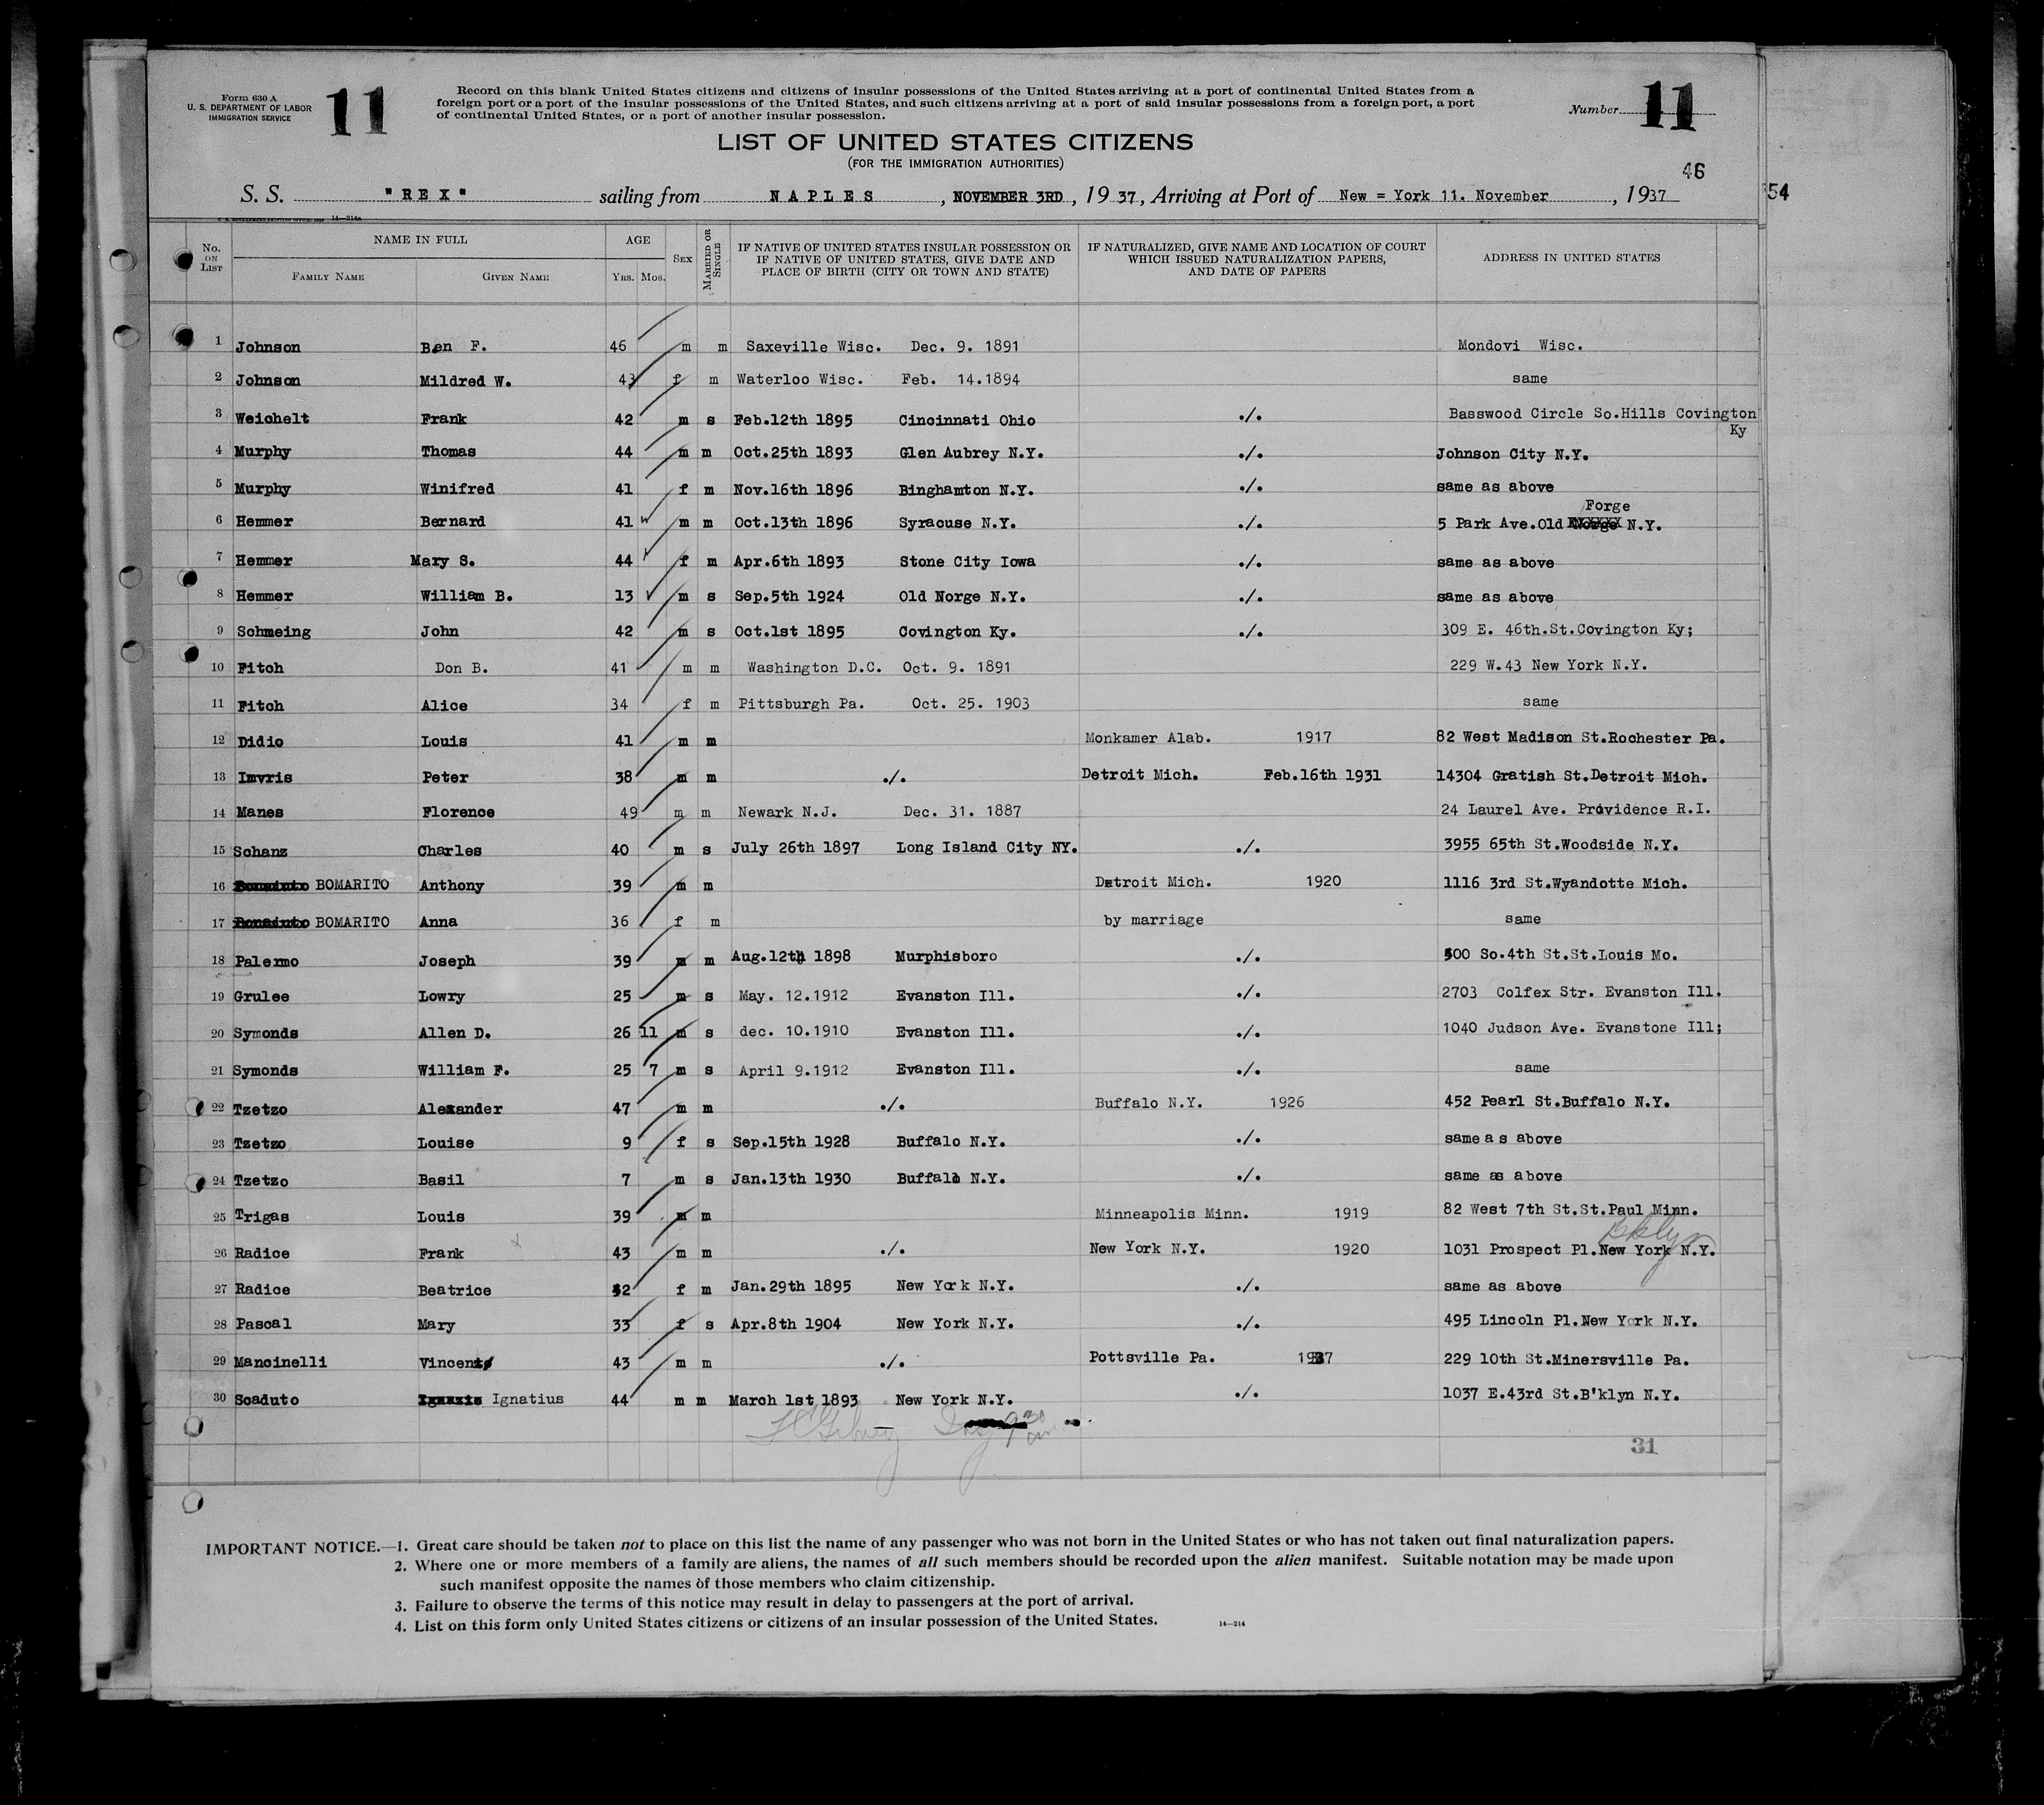 Form 630 A
U. S. DEPARTMENT OF LABOR
IMMIGRATION SERVICE
11
Record on this blank United States citizens and citizens of insular possessions of the United States arriving at a port of continental United States from a
foreign port or a port of the insular possessions of the United States, and such citizens arriving at a port of said insular possessions from a foreign port, a port
of continental United States, or a port of another insular possession.
Number 11
LIST OF UNITED STATES CITIZENS
(FOR THE IMMIGRATION AUTHORITIES)
46
S. S. "REX" sailing from NAPLES, NOVEMBER 3RD, 1937, Arriving at Port of New = York 11. November, 1937
54
No. ON LIST
NAME IN FULL
FAMILY NAME GIVEN NAME
AGE
YRS. MOS.
SEX
MARRIED OR SINGLE
IF NATIVE OF UNITED STATES INSULAR POSSESSION OR
IF NATIVE OF UNITED STATES, GIVE DATE AND
PLACE OF BIRTH (CITY OR TOWN AND STATE)
IF NATURALIZED, GIVE NAME AND LOCATION OF COURT
WHICH ISSUED NATURALIZATION PAPERS,
AND DATE OF PAPERS
ADDRESS IN UNITED STATES
1 Johnson Ben F. 46 m m Saxeville Wisc. Dec. 9. 1891 Mondovi Wisc.
2 Johnson Mildred W. 43 f m Waterloo Wisc. Feb. 14.1894 same
3 Weichelt Frank 42 m s Feb.12th 1895 Cincinnati Ohio ./. Basswood Circle So.Hills Covington
Ky
4 Murphy Thomas 44 m m Oct.25th 1893 Glen Aubrey N.Y. ./. Johnson City N.Y.
5 Murphy Winifred 41 f m Nov.16th 1896 Binghamton N.Y. ./. same as above
Forge
6 Hemmer Bernard 41 m m Oct.13th 1896 Syracuse N.Y. ./. 5 Park Ave.Old Norge N.Y.
7 Hemmer Mary S. 44 f m Apr.6th 1893 Stone City Iowa ./. same as above
8 Hemmer William B. 13 m s Sep.5th 1924 Old Norge N.Y. ./. same as above
9 Schmeing John 42 m s Oct.1st 1895 Covington Ky. ./. 309 E. 46th.St.Covington Ky;
10 Fitch Don B. 41 m m Washington D.C. Oct. 9. 1891 229 W.43 New York N.Y.
11 Fitch Alice 34 f m Pittsburgh Pa. Oct. 25. 1903 same
12 Didio Louis 41 m m Monkamer Alab. 1917 82 West Madison St.Rochester Pa.
13 Imvris Peter 38 m m ./. Detroit Mich. Feb.16th 1931 14304 Gratish St.Detroit Mich.
14 Manes Florence 49 m m Newark N.J. Dec. 31. 1887 24 Laurel Ave. Providence R.I.
15 Schanz Charles 40 m s July 26th 1897 Long Island City NY. ./. 3955 65th St.Woodside N.Y.
16 BOMARITO Anthony 39 m m Detroit Mich. 1920 1116 3rd St.Wyandotte Mich.
17 Bonainto BOMARITO Anna 36 f m by marriage same
18 Palermo Joseph 39 m m Aug.12th 1898 Murphisboro ./. 500 So.4th St.St.Louis Mo.
19 Grulee Lowry 25 m s May. 12.1912 Evanston Ill. ./. 2703 Colfex Str. Evanston Ill.
20 Symonds Allen D. 26 11 m s dec. 10.1910 Evanston Ill. ./. 1040 Judson Ave. Evanstone Ill;
21 Symonds William F. 25 7 m s April 9.1912 Evanston Ill. ./. same
22 Tzetzo Alexander 47 m m ./. Buffalo N.Y. 1926 452 Pearl St.Buffalo N.Y.
23 Tzetzo Louise 9 f s Sep.15th 1928 Buffalo N.Y. ./. same a s above
24 Tzetzo Basil 7 m s Jan.13th 1930 Buffalo N.Y. ./. same as above
25 Trigas Louis 39 m m Minneapolis Minn. 1919 82 West 7th St.St.Paul Minn.
Bklyn
26 Radice Frank 43 m m ./. New York N.Y. 1920 1031 Prospect Pl.New York N.Y.
27 Radice Beatrice 52 f m Jan.29th 1895 New York N.Y. ./. same as above
28 Pascal Mary 33 f s Apr.8th 1904 New York N.Y. ./. 495 Lincoln Pl.New York N.Y.
29 Mancinelli Vincent 43 m m ./. Pottsville Pa. 1937 229 10th St.Minersville Pa.
30 Scaduto Ignazio Ignatius 44 m m March 1st 1893 New York N.Y. ./. 1037 E.43rd St.B'klyn N.Y.
31
IMPORTANT NOTICE.—1. Great care should be taken not to place on this list the name of any passenger who was not born in the United States or who has not taken out final naturalization papers.
2. Where one or more members of a family are aliens, the names of all such members should be recorded upon the alien manifest. Suitable notation may be made upon
such manifest opposite the names of those members who claim citizenship.
3. Failure to observe the terms of this notice may result in delay to passengers at the port of arrival.
4. List on this form only United States citizens or citizens of an insular possession of the United States.
14—214